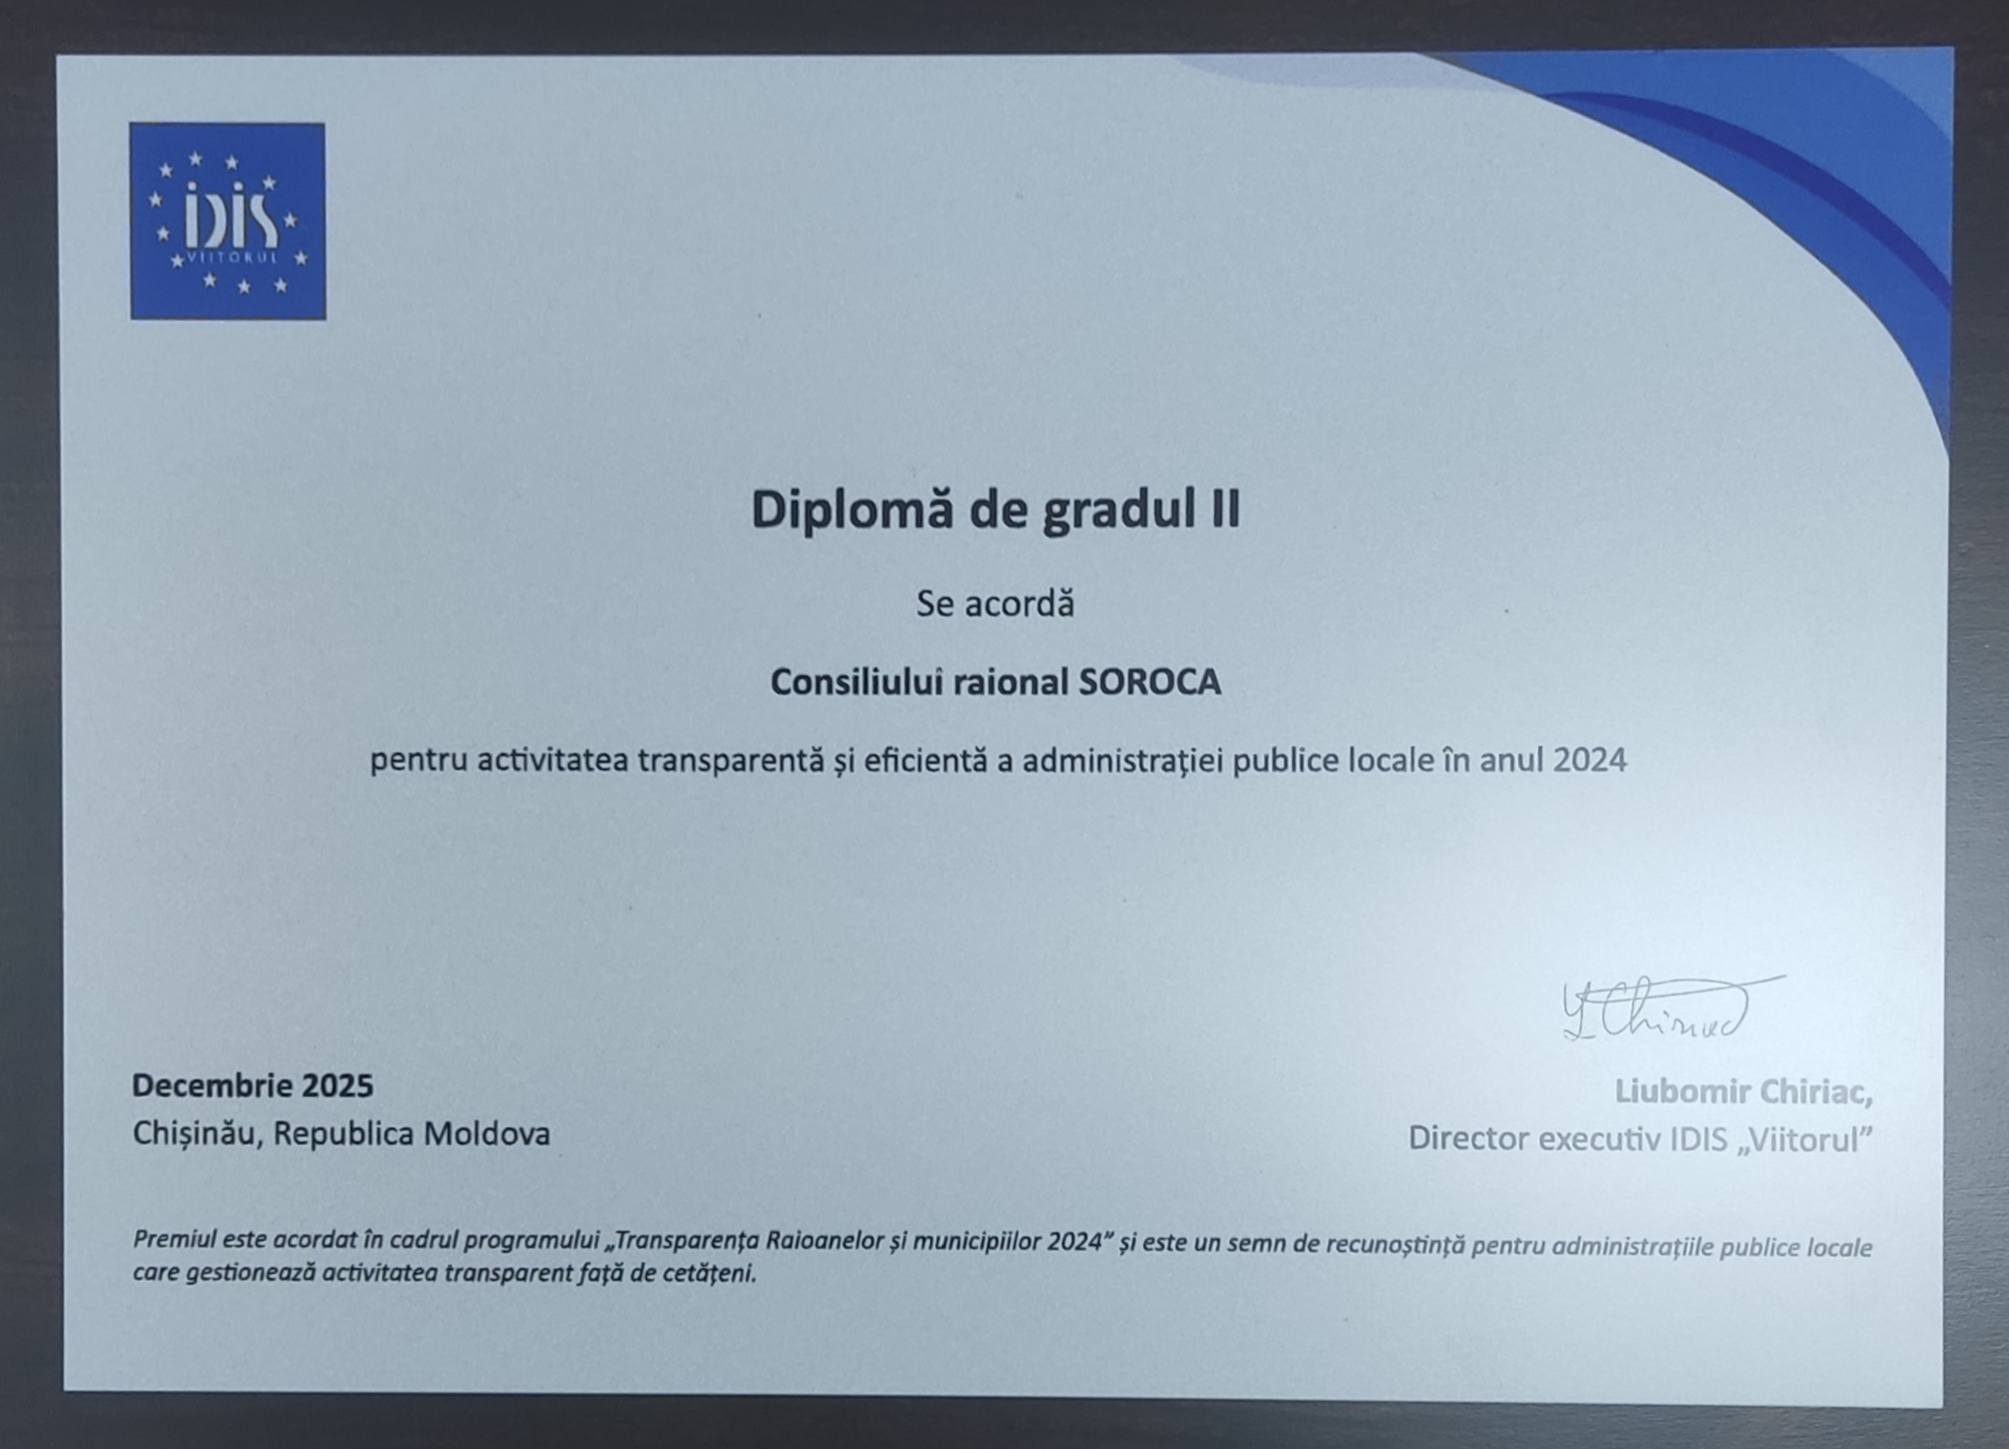 IDIS
VIITORUL
Diplomă de gradul II
Se acordă
Consiliului raional SOROCA
pentru activitatea transparentă și eficientă a administrației publice locale în anul 2024
Decembrie 2025
Chișinău, Republica Moldova
Liubomir Chiriac,
Director executiv IDIS „Viitorul”
Premiul este acordat în cadrul programului „Transparența Raioanelor și municipiilor 2024” și este un semn de recunoștință pentru administrațiile publice locale
care gestionează activitatea transparent față de cetățeni.